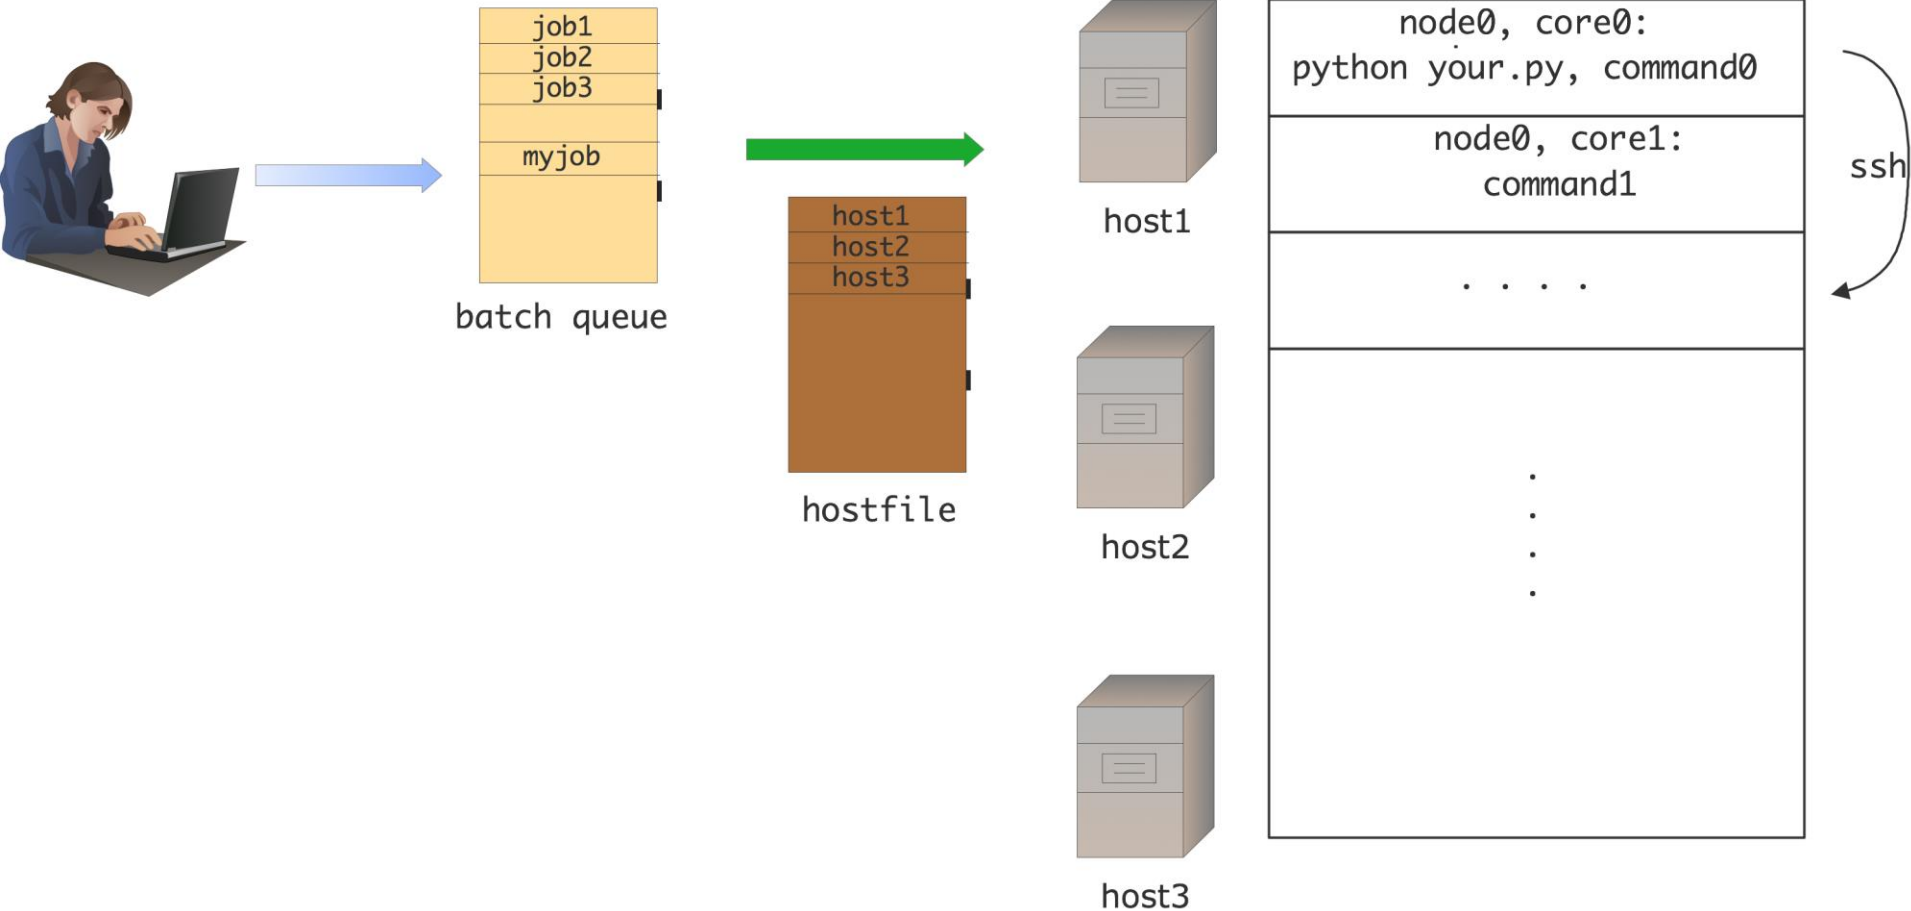 job1
job2
job3
myjob
batch queue
host1
host2
host3
hostfile
host1
host2
host3
node0, core0:
python your.py, command0
node0, core1:
command1
. . . .
.
.
.
.
ssh